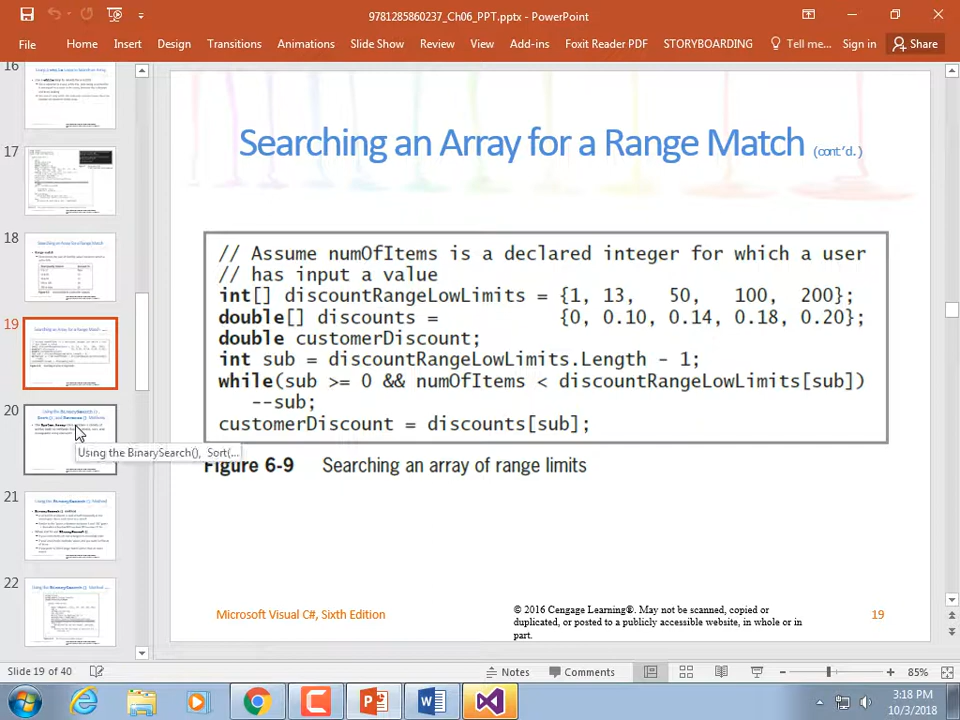 9781285860237_Ch06_PPT.pptx - PowerPoint
File Home Insert Design Transitions Animations Slide Show Review View Add-ins Foxit Reader PDF STORYBOARDING Tell me... Sign in Share
16
17
18
Searching an Array for a Range Match
19
20
Using the BinarySearch(), Sort(...
21
22
Searching an Array for a Range Match (cont'd.)
// Assume numOfItems is a declared integer for which a user
// has input a value
int[] discountRangeLowLimits = {1, 13, 50, 100, 200};
double[] discounts = {0, 0.10, 0.14, 0.18, 0.20};
double customerDiscount;
int sub = discountRangeLowLimits.Length - 1;
while(sub >= 0 && numOfItems < discountRangeLowLimits[sub])
--sub;
customerDiscount = discounts[sub];
Figure 6-9 Searching an array of range limits
Microsoft Visual C#, Sixth Edition
© 2016 Cengage Learning®. May not be scanned, copied or
duplicated, or posted to a publicly accessible website, in whole or in
part.
19
Slide 19 of 40 Notes Comments 85%
3:18 PM
10/3/2018